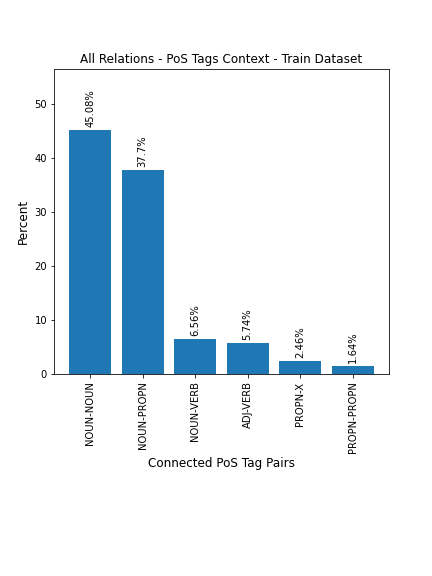 All Relations - PoS Tags Context - Train Dataset
Percent
50
40
30
20
10
0
45.08%
37.7%
6.56%
5.74%
2.46%
1.64%
NOUN-NOUN
NOUN-PROPN
NOUN-VERB
ADJ-VERB
PROPN-X
PROPN-PROPN
Connected PoS Tag Pairs